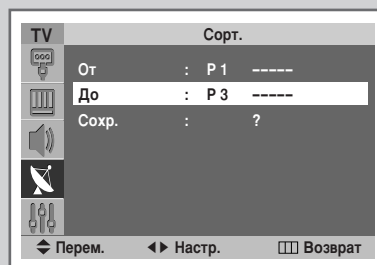 TV Сорт.
От : P 1 -----
До : P 3 -----
Сохр. : ?
Перем. Настр. Возврат